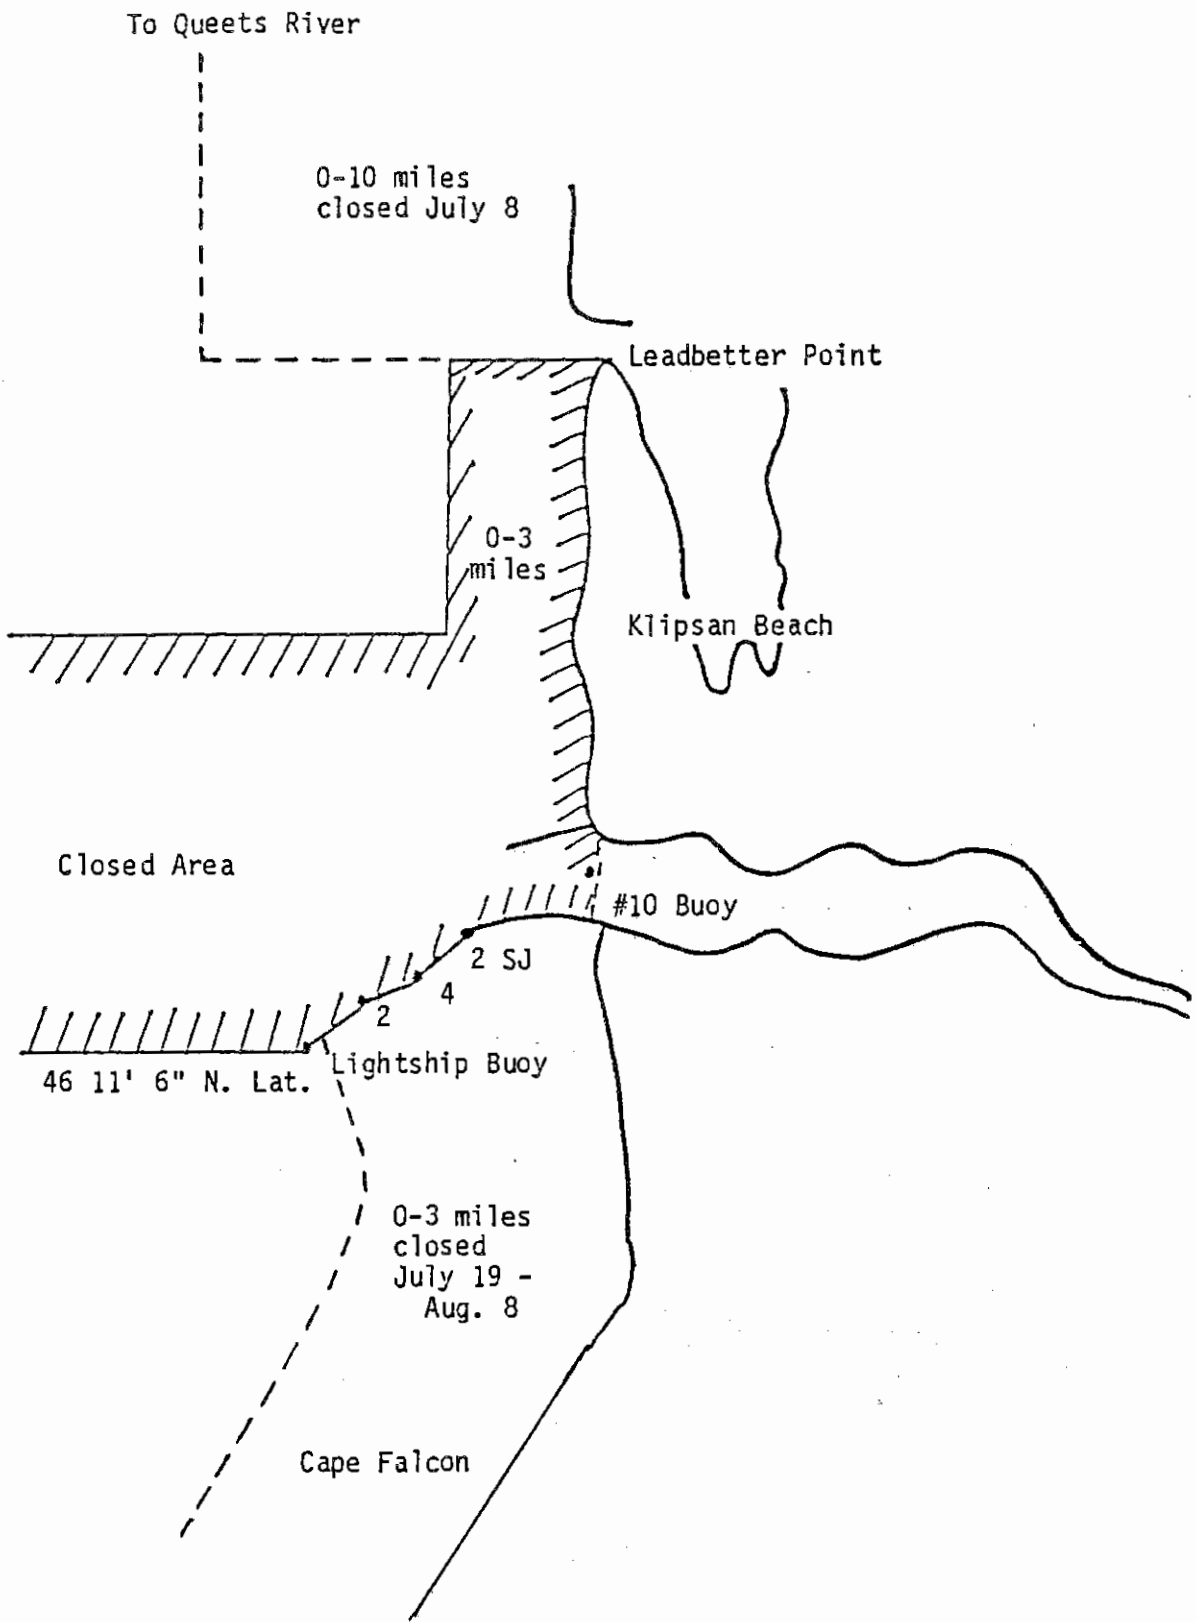 To Queets River
0-10 miles
closed July 8
Leadbetter Point
0-3
miles
Klipsan Beach
Closed Area
#10 Buoy
2 SJ
4
2
Lightship Buoy
46 11' 6" N. Lat.
0-3 miles
closed
July 19 -
Aug. 8
Cape Falcon